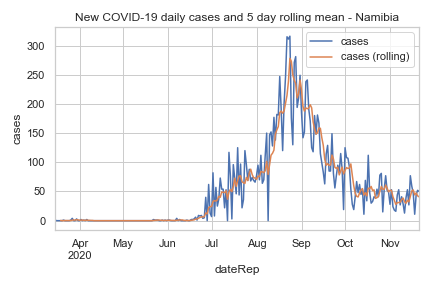 New COVID-19 daily cases and 5 day rolling mean - Namibia
cases
cases (rolling)
300
250
200
150
100
50
0
cases
Apr May Jun Jul Aug Sep Oct Nov
2020
dateRep